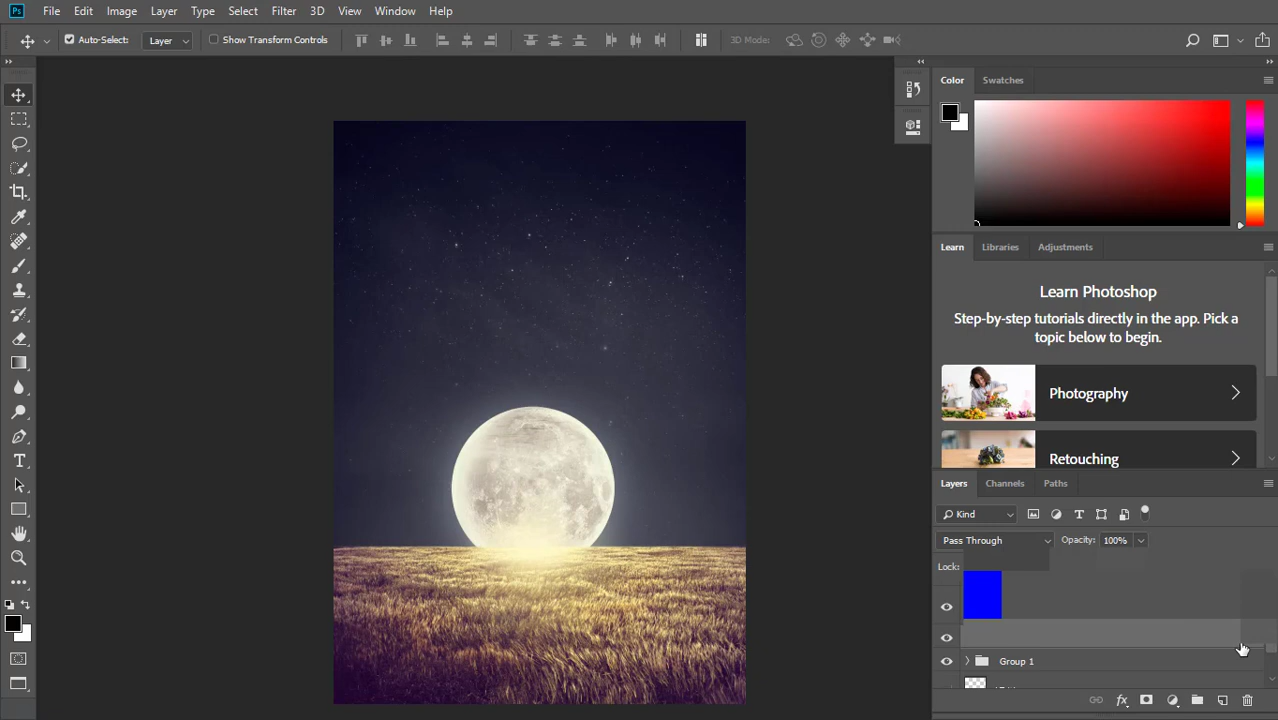 Ps File Edit Image Layer Type Select Filter 3D View Window Help
Auto-Select: Layer Show Transform Controls 3D Mode:
Color Swatches
Learn Libraries Adjustments
Learn Photoshop
Step-by-step tutorials directly in the app. Pick a
topic below to begin.
Photography
Retouching
Layers Channels Paths
Kind
Pass Through Opacity: 100%
Lock:
Group 1
fx